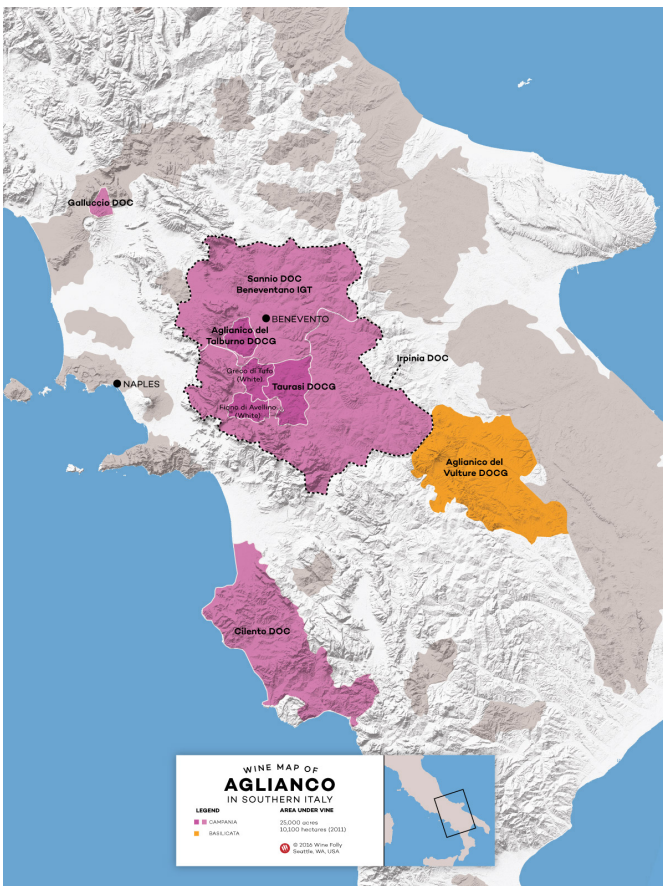 Galluccio DOC
Sannio DOC
Beneventano IGT
BENEVENTO
Aglianico del
Taiburno DOCG
Irpinia DOC
Greco di Tufo
(White)
Taurasi DOCG
NAPLES
Fiano di Avellino
(White)
Aglianico del
Vulture DOCG
Cilento DOC
WINE MAP OF
AGLIANCO
IN SOUTHERN ITALY
LEGEND
CAMPANIA
BASILICATA
AREA UNDER VINE
25,000 acres
10,100 hectares (2011)
© 2016 Wine Folly
Seattle, WA, USA